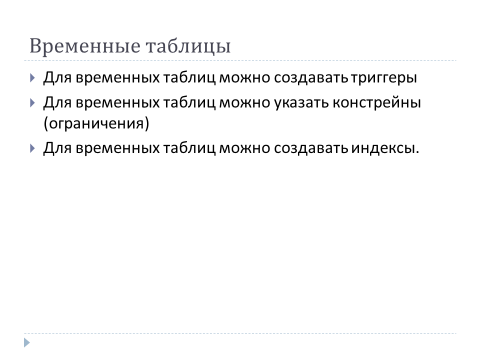 Временные таблицы
Для временных таблиц можно создавать триггеры
Для временных таблиц можно указать констрейны
(ограничения)
Для временных таблиц можно создавать индексы.